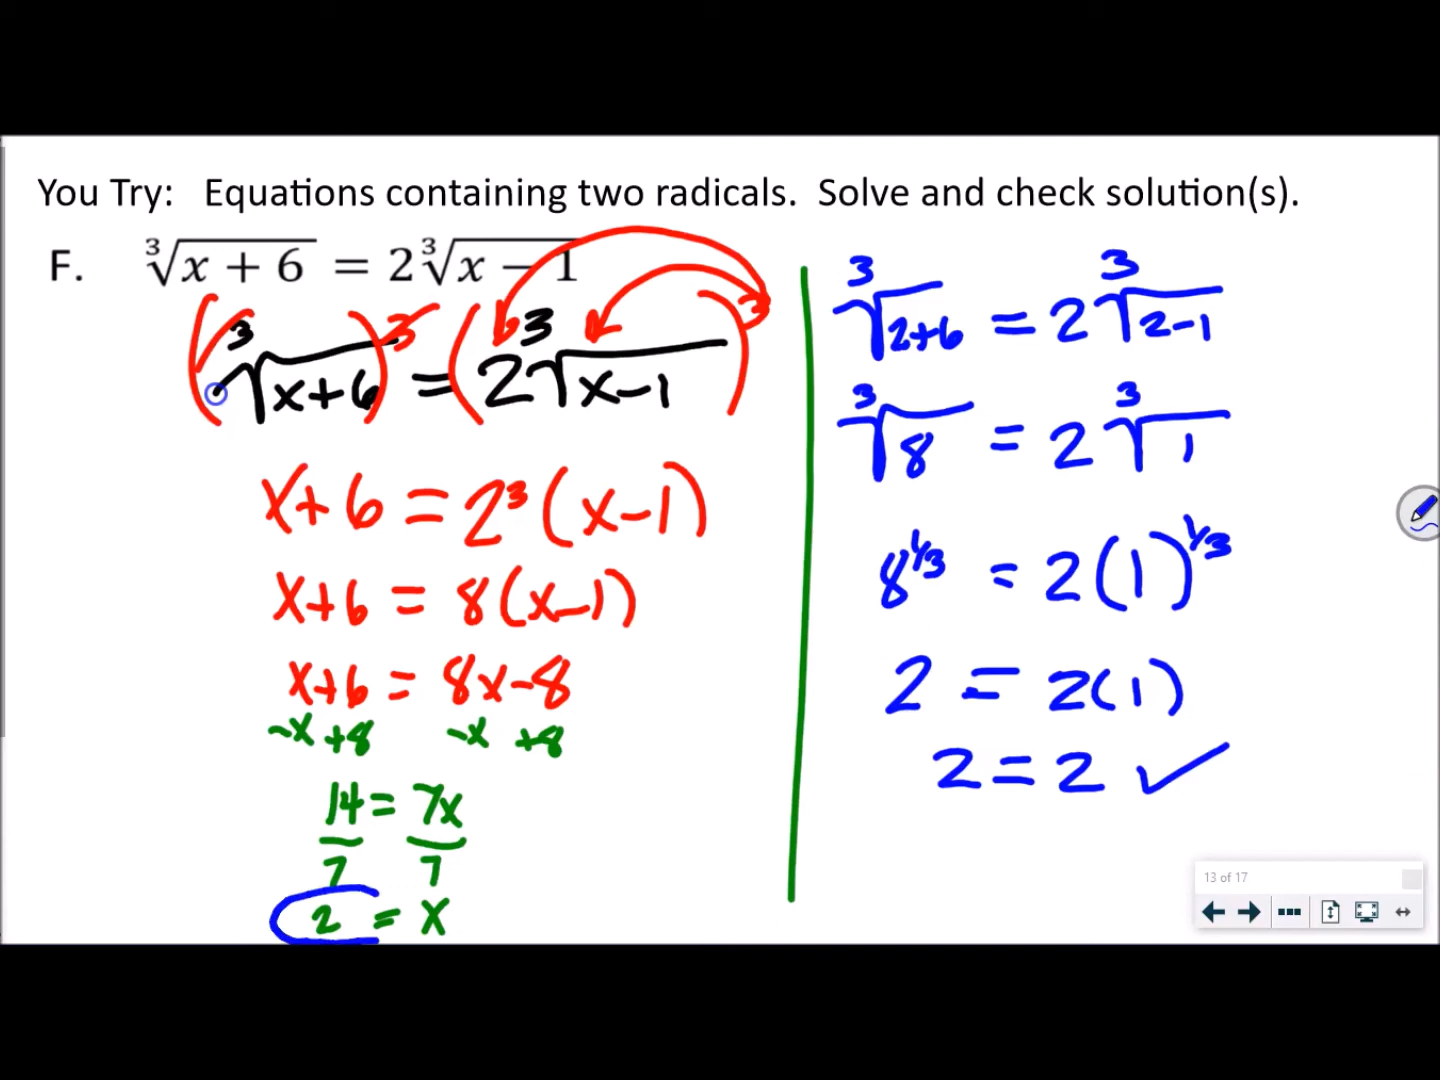 You Try: Equations containing two radicals. Solve and check solution(s).
F. ∛(x + 6) = 2∛(x − 1)
(∛(x+6))³ = (2∛(x-1))³
x+6 = 2³(x-1)
x+6 = 8(x-1)
x+6 = 8x-8
-x +8 -x +8
14 = 7x
7 7
2 = x
∛(2+6) = 2∛(2-1)
∛8 = 2∛1
8^1/3 = 2(1)^1/3
2 = 2(1)
2 = 2 ✓
13 of 17